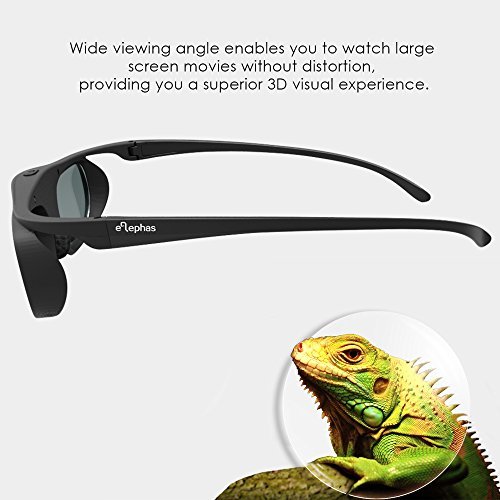 Wide viewing angle enables you to watch large
screen movies without distortion,
providing you a superior 3D visual experience.
elephas